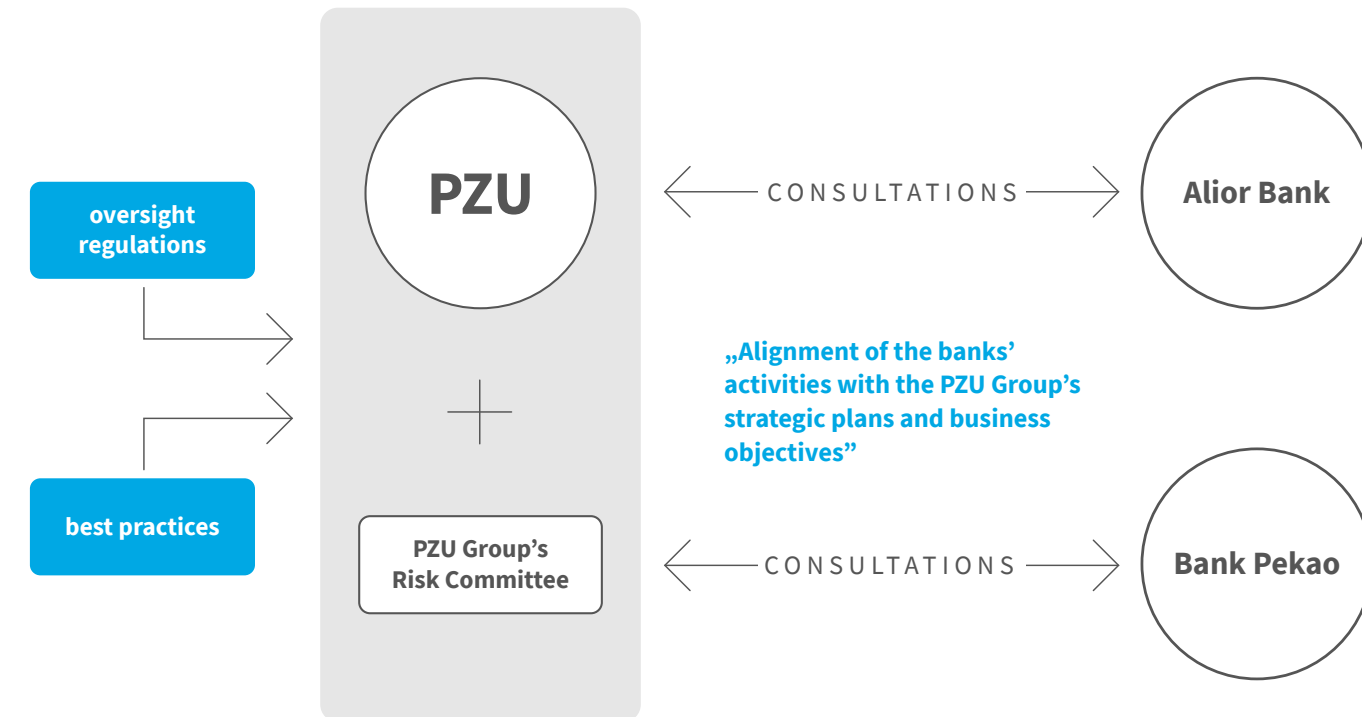 oversight
regulations
best practices
PZU
PZU Group’s
Risk Committee
CONSULTATIONS
„Alignment of the banks’
activities with the PZU Group’s
strategic plans and business
objectives”
CONSULTATIONS
Alior Bank
Bank Pekao